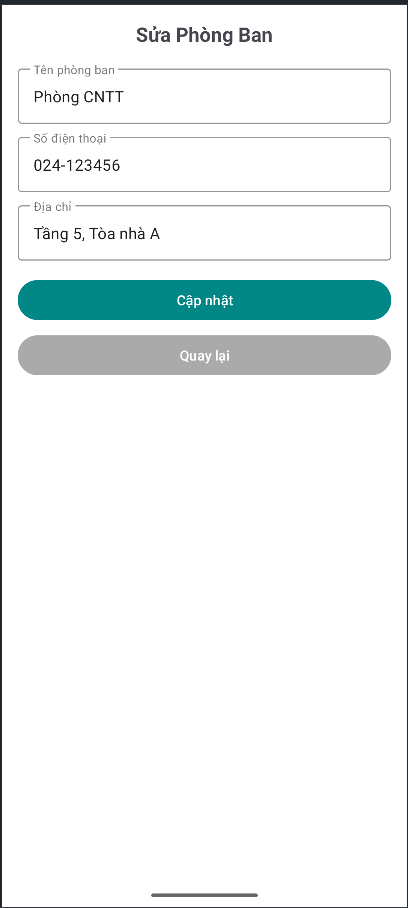 Sửa Phòng Ban
Tên phòng ban
Phòng CNTT
Số điện thoại
024-123456
Địa chỉ
Tầng 5, Tòa nhà A
Cập nhật
Quay lại